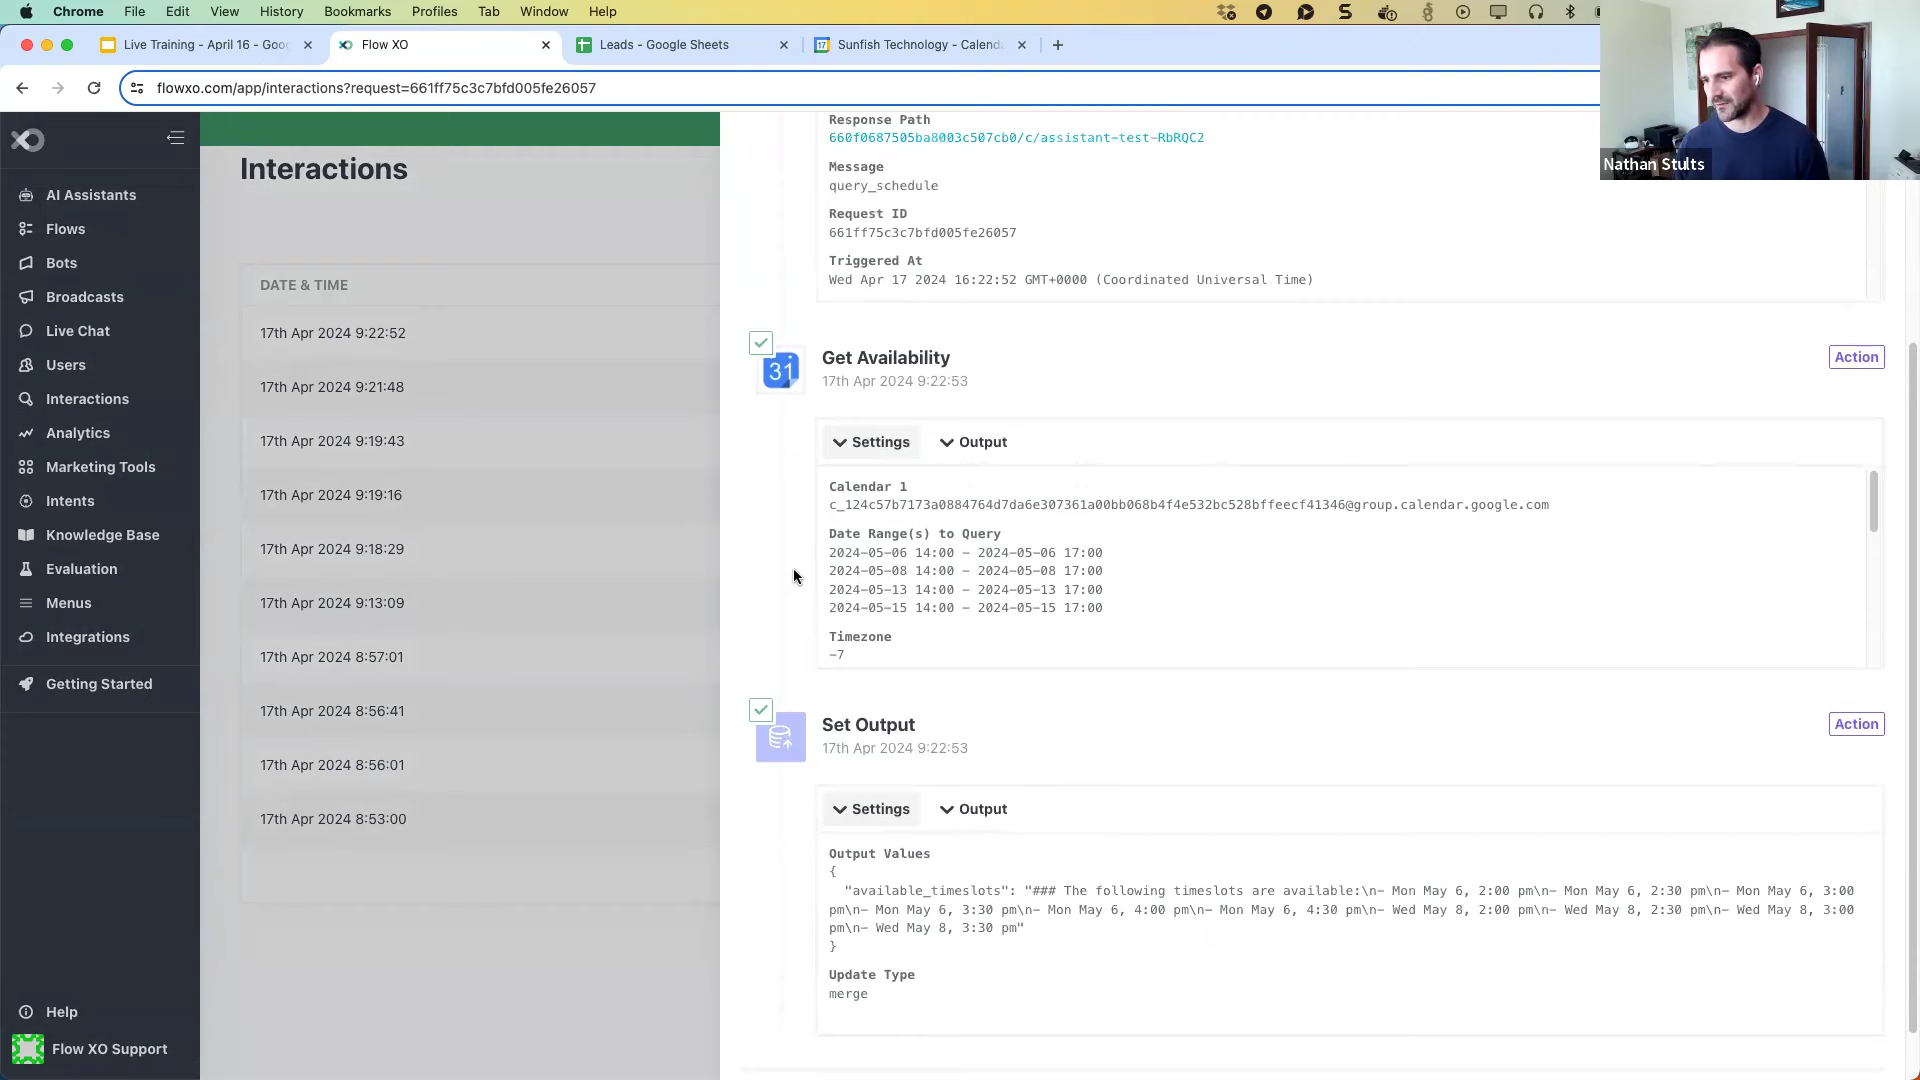 Chrome File Edit View History Bookmarks Profiles Tab Window Help
Live Training - April 16 - Goo
Flow XO
Leads - Google Sheets
17 Sunfish Technology - Calend
flowxo.com/app/interactions?request=661ff75c3c7bfd005fe26057
Nathan Stults
XO
AI Assistants
Flows
Bots
Broadcasts
Live Chat
Users
Interactions
Analytics
Marketing Tools
Intents
Knowledge Base
Evaluation
Menus
Integrations
Getting Started
Help
Flow XO Support
Interactions
DATE & TIME
17th Apr 2024 9:22:52
17th Apr 2024 9:21:48
17th Apr 2024 9:19:43
17th Apr 2024 9:19:16
17th Apr 2024 9:18:29
17th Apr 2024 9:13:09
17th Apr 2024 8:57:01
17th Apr 2024 8:56:41
17th Apr 2024 8:56:01
17th Apr 2024 8:53:00
Response Path
660f0687505ba8003c507cb0/c/assistant-test-RbRQC2
Message
query_schedule
Request ID
661ff75c3c7bfd005fe26057
Triggered At
Wed Apr 17 2024 16:22:52 GMT+0000 (Coordinated Universal Time)
31
Get Availability
Action
17th Apr 2024 9:22:53
Settings Output
Calendar 1
c_124c57b7173a0884764d7da6e307361a00bb068b4f4e532bc528bffeecf41346@group.calendar.google.com
Date Range(s) to Query
2024-05-06 14:00 - 2024-05-06 17:00
2024-05-08 14:00 - 2024-05-08 17:00
2024-05-13 14:00 - 2024-05-13 17:00
2024-05-15 14:00 - 2024-05-15 17:00
Timezone
-7
Set Output
Action
17th Apr 2024 9:22:53
Settings Output
Output Values
{
"available_timeslots": "### The following timeslots are available:\n- Mon May 6, 2:00 pm\n- Mon May 6, 2:30 pm\n- Mon May 6, 3:00
pm\n- Mon May 6, 3:30 pm\n- Mon May 6, 4:00 pm\n- Mon May 6, 4:30 pm\n- Wed May 8, 2:00 pm\n- Wed May 8, 2:30 pm\n- Wed May 8, 3:00
pm\n- Wed May 8, 3:30 pm"
}
Update Type
merge